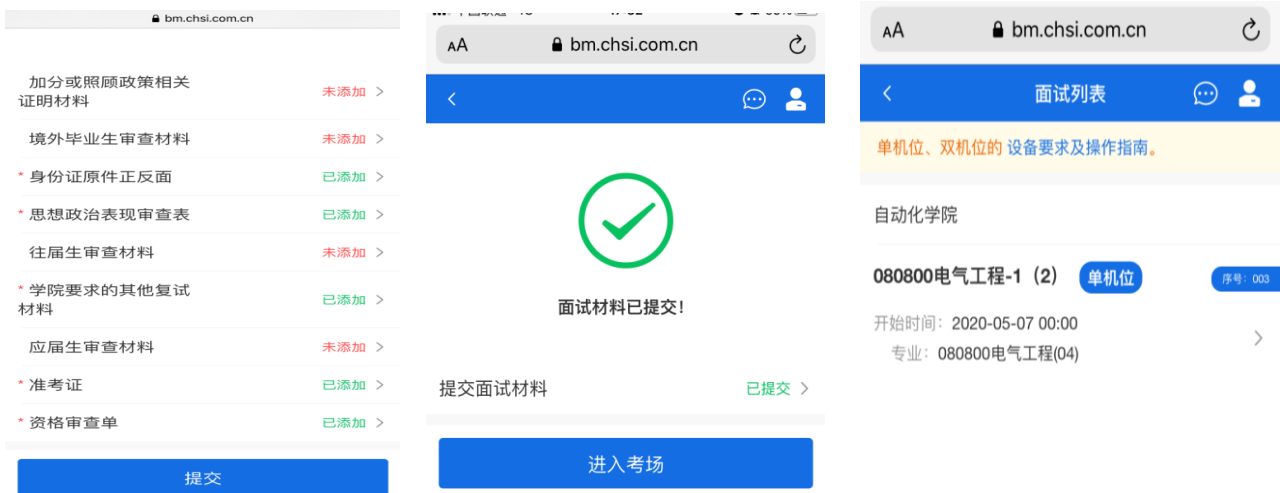 bm.chsi.com.cn
加分或照顾政策相关
证明材料
未添加
境外毕业生审查材料
未添加
* 身份证原件正反面
已添加
* 思想政治表现审查表
已添加
往届生审查材料
未添加
* 学院要求的其他复试
材料
已添加
应届生审查材料
未添加
* 准考证
已添加
* 资格审查单
已添加
提交
AA bm.chsi.com.cn
面试材料已提交!
提交面试材料 已提交
进入考场
AA bm.chsi.com.cn
面试列表
单机位、双机位的 设备要求及操作指南。
自动化学院
080800电气工程-1（2） 单机位 序号: 003
开始时间: 2020-05-07 00:00
专业: 080800电气工程(04)